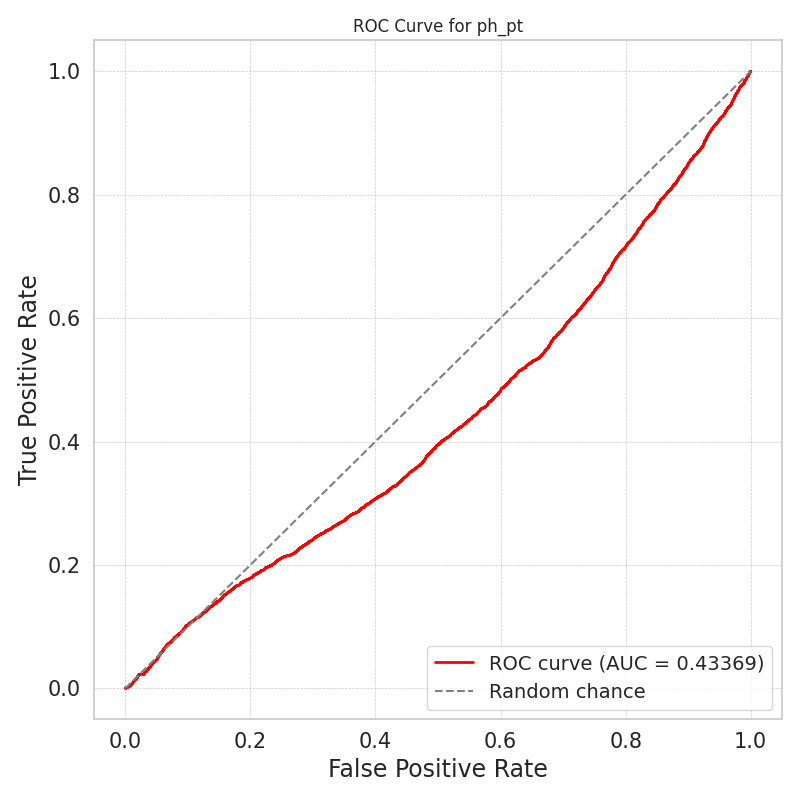 ROC Curve for ph_pt
True Positive Rate
1.0
0.8
0.6
0.4
0.2
0.0
ROC curve (AUC = 0.43369)
Random chance
0.0 0.2 0.4 0.6 0.8 1.0
False Positive Rate